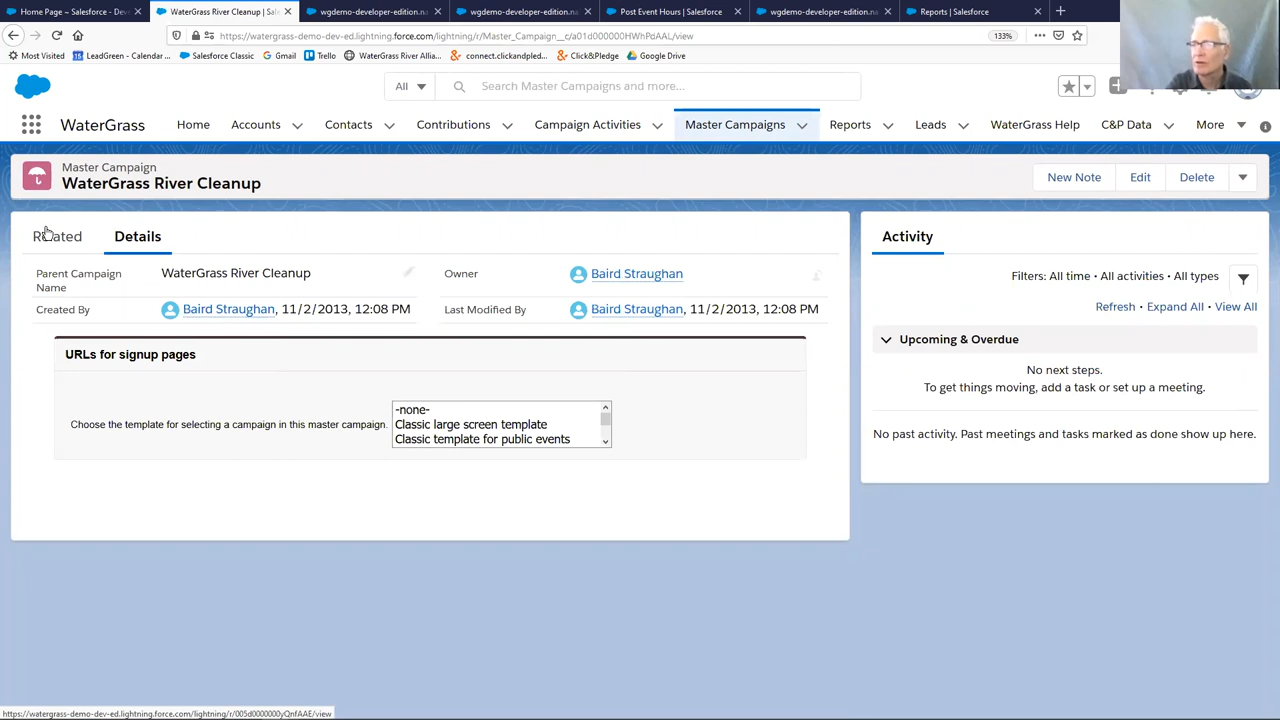 Home Page ~ Salesforce - Deve
WaterGrass River Cleanup | Sale
wgdemo-developer-edition.na
wgdemo-developer-edition.na
Post Event Hours | Salesforce
wgdemo-developer-edition.na
Reports | Salesforce
https://watergrass-demo-dev-ed.lightning.force.com/lightning/r/Master_Campaign__c/a01d000000HWhPdAAL/view
133%
Most Visited
LeadGreen - Calendar ...
Salesforce Classic
Gmail
Trello
WaterGrass River Allia...
connect.clickandpled...
Click&Pledge
Google Drive
All
Search Master Campaigns and more...
WaterGrass
Home
Accounts
Contacts
Contributions
Campaign Activities
Master Campaigns
Reports
Leads
WaterGrass Help
C&P Data
More
Master Campaign
WaterGrass River Cleanup
New Note
Edit
Delete
Related
Details
Parent Campaign
Name
WaterGrass River Cleanup
Owner
Baird Straughan
Created By
Baird Straughan, 11/2/2013, 12:08 PM
Last Modified By
Baird Straughan, 11/2/2013, 12:08 PM
URLs for signup pages
Choose the template for selecting a campaign in this master campaign.
-none-
Classic large screen template
Classic template for public events
Activity
Filters: All time • All activities • All types
Refresh • Expand All • View All
Upcoming & Overdue
No next steps.
To get things moving, add a task or set up a meeting.
No past activity. Past meetings and tasks marked as done show up here.
https://watergrass-demo-dev-ed.lightning.force.com/lightning/r/005d0000000yQnfAAE/view